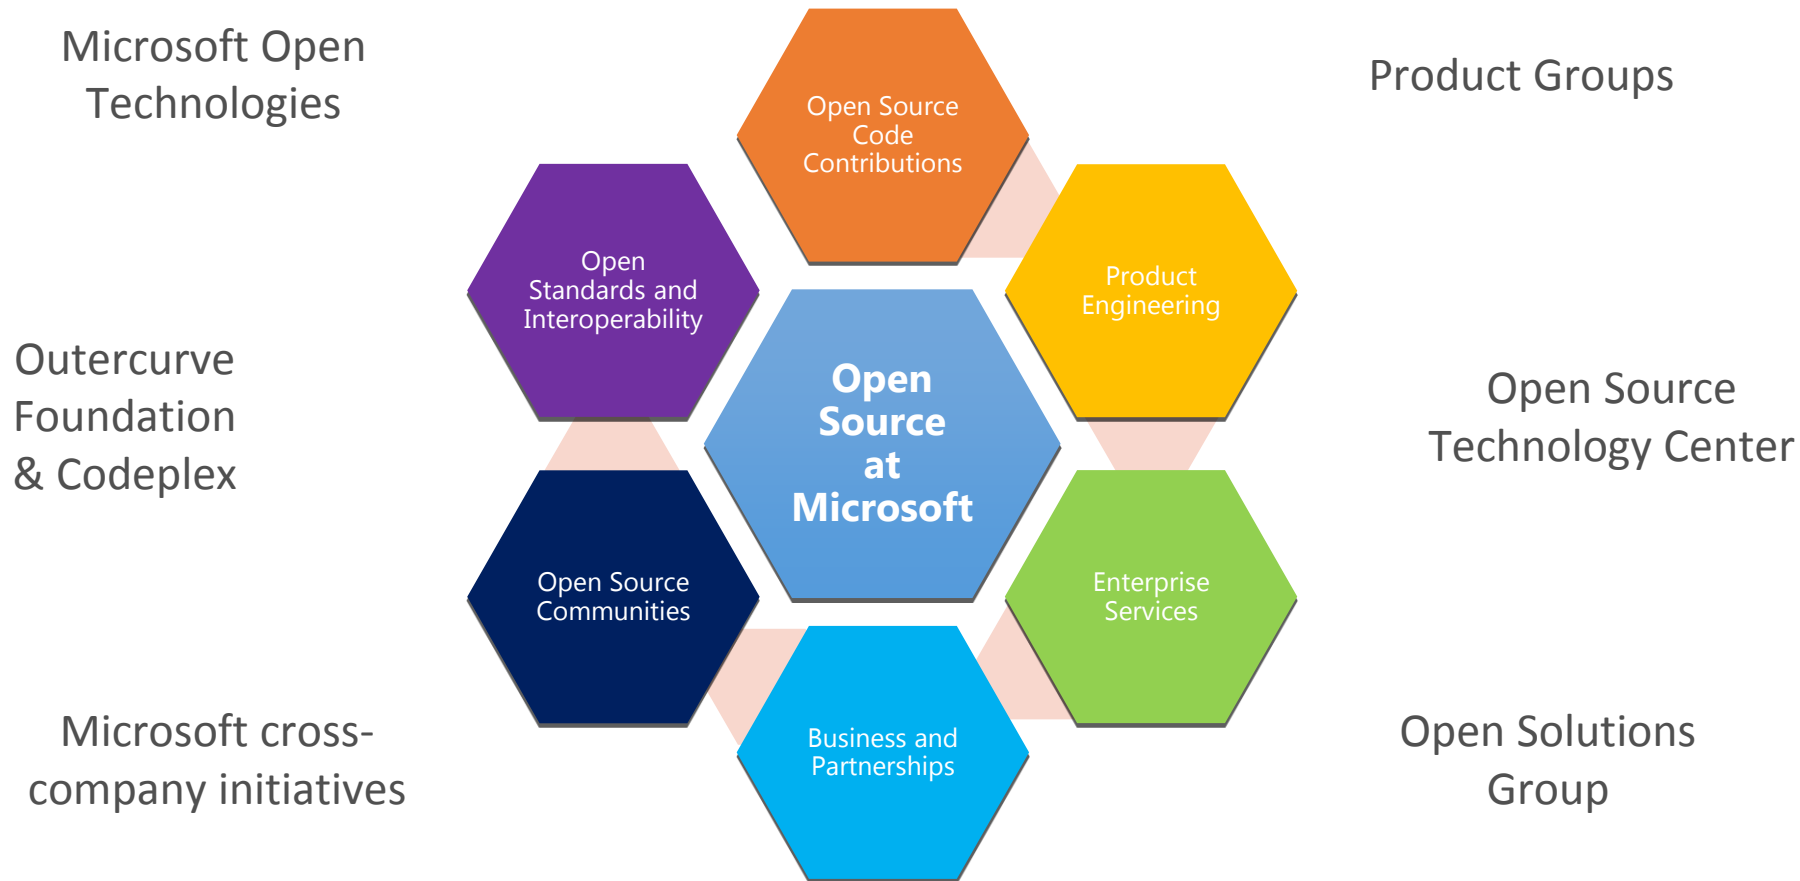 Microsoft Open
Technologies
Product Groups
Open Source
Code
Contributions
Open
Standards and
Interoperability
Product
Engineering
Outercurve
Foundation
& Codeplex
Open
Source
at
Microsoft
Open Source
Technology Center
Open Source
Communities
Enterprise
Services
Microsoft cross-
company initiatives
Business and
Partnerships
Open Solutions
Group